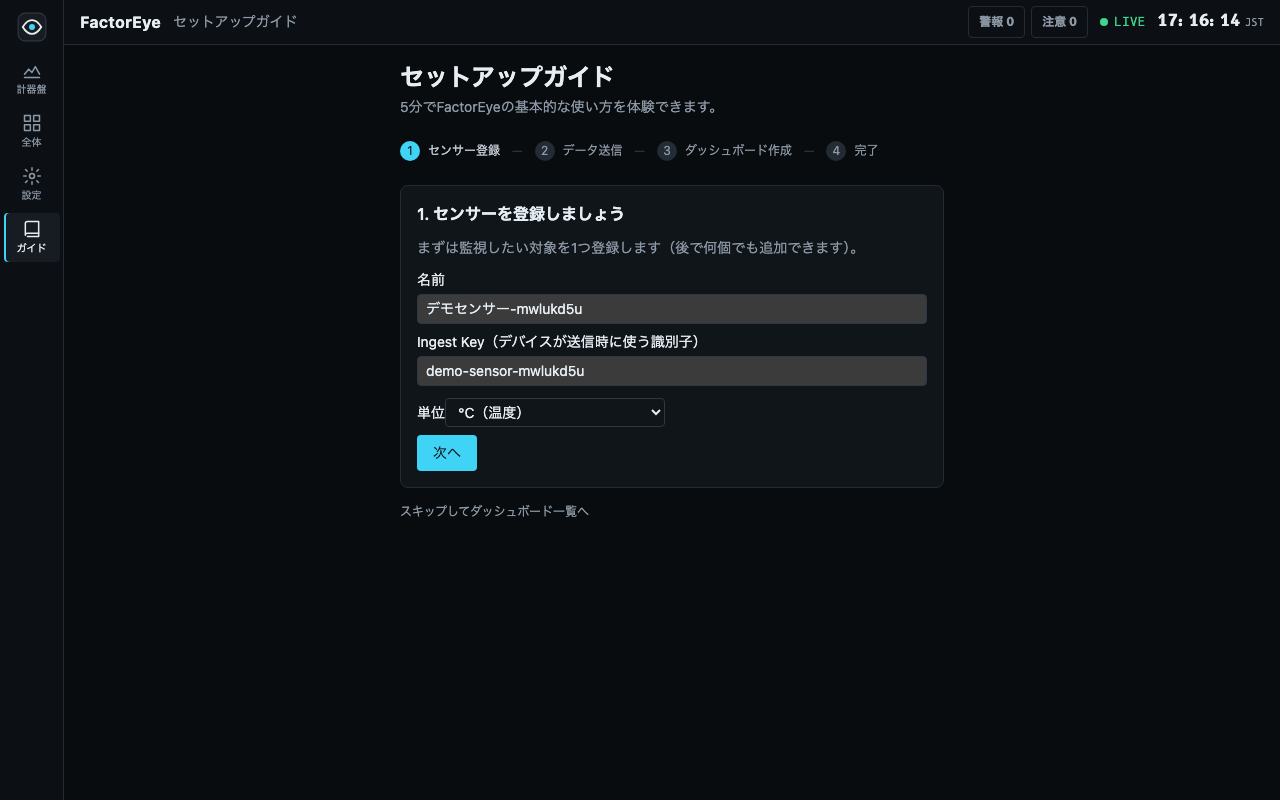 FactorEye セットアップガイド 警報 0 注意 0 LIVE 17:16:14 JST
計器盤
全体
設定
ガイド
セットアップガイド
5分でFactorEyeの基本的な使い方を体験できます。
1 センサー登録 — 2 データ送信 — 3 ダッシュボード作成 — 4 完了
1. センサーを登録しましょう
まずは監視したい対象を1つ登録します（後で何個でも追加できます）。
名前
デモセンサー-mwlukd5u
Ingest Key（デバイスが送信時に使う識別子）
demo-sensor-mwlukd5u
単位 °C（温度）
次へ
スキップしてダッシュボード一覧へ